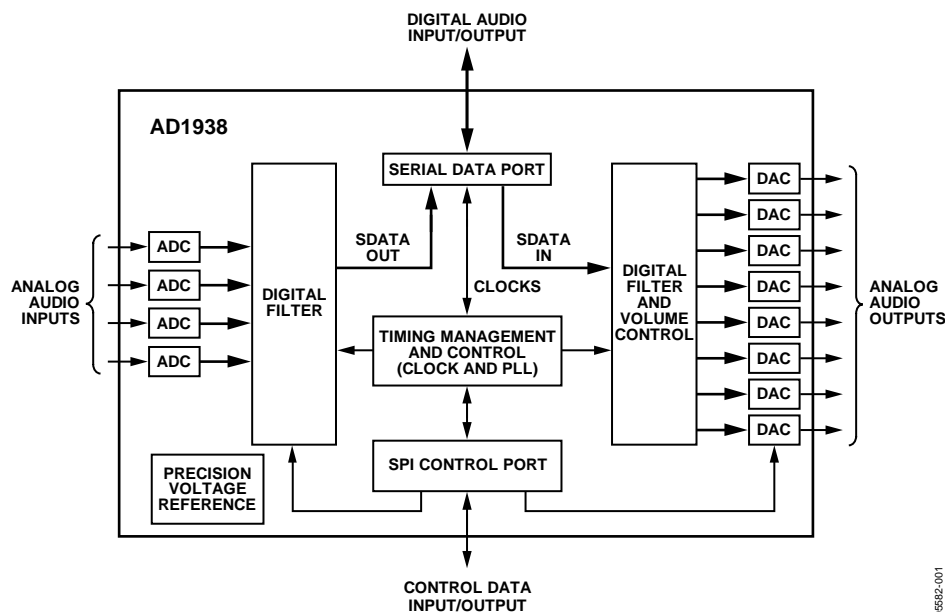 DIGITAL AUDIO
INPUT/OUTPUT
AD1938
SERIAL DATA PORT
SDATA
OUT
SDATA
IN
CLOCKS
ANALOG
AUDIO
INPUTS
ADC
ADC
ADC
ADC
DIGITAL
FILTER
TIMING MANAGEMENT
AND CONTROL
(CLOCK AND PLL)
DIGITAL
FILTER
AND
VOLUME
CONTROL
DAC
DAC
DAC
DAC
DAC
DAC
DAC
DAC
ANALOG
AUDIO
OUTPUTS
PRECISION
VOLTAGE
REFERENCE
SPI CONTROL PORT
CONTROL DATA
INPUT/OUTPUT
5582-001